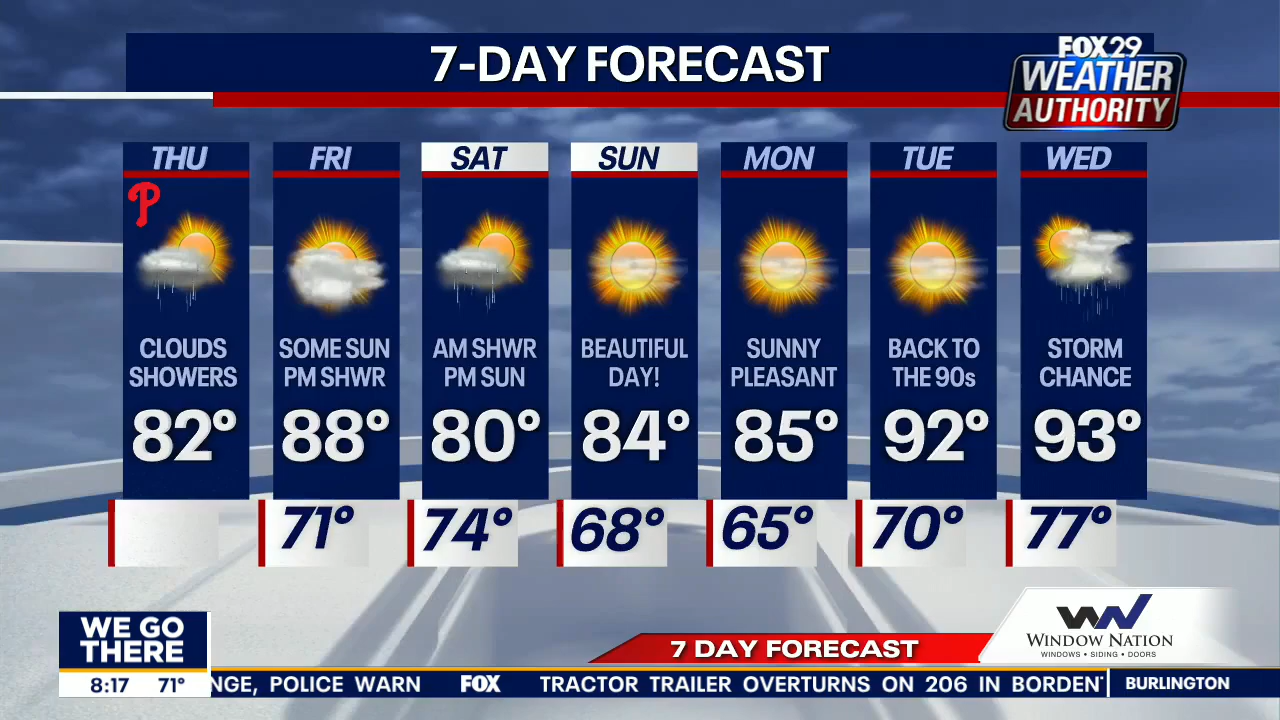 7-DAY FORECAST
FOX 29
WEATHER
AUTHORITY
THU
FRI
SAT
SUN
MON
TUE
WED
P
CLOUDS
SHOWERS
SOME SUN
PM SHWR
AM SHWR
PM SUN
BEAUTIFUL
DAY!
SUNNY
PLEASANT
BACK TO
THE 90s
STORM
CHANCE
82°
88°
80°
84°
85°
92°
93°
71°
74°
68°
65°
70°
77°
WE GO
THERE
7 DAY FORECAST
WINDOW NATION
WINDOWS • SIDING • DOORS
8:17
71°
NGE, POLICE WARN
FOX
TRACTOR TRAILER OVERTURNS ON 206 IN BORDEN
BURLINGTON